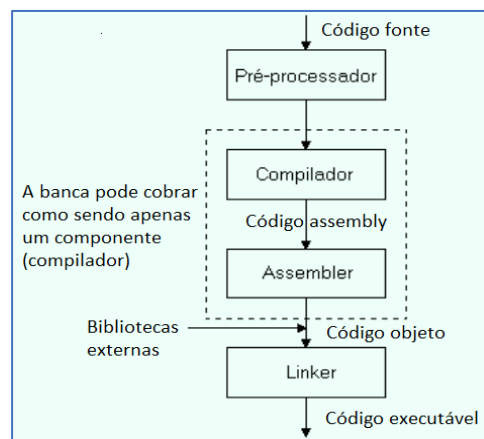 Código fonte
Pré-processador
Compilador
A banca pode cobrar
como sendo apenas
um componente
(compilador)
Código assembly
Assembler
Bibliotecas
externas
Código objeto
Linker
Código executável